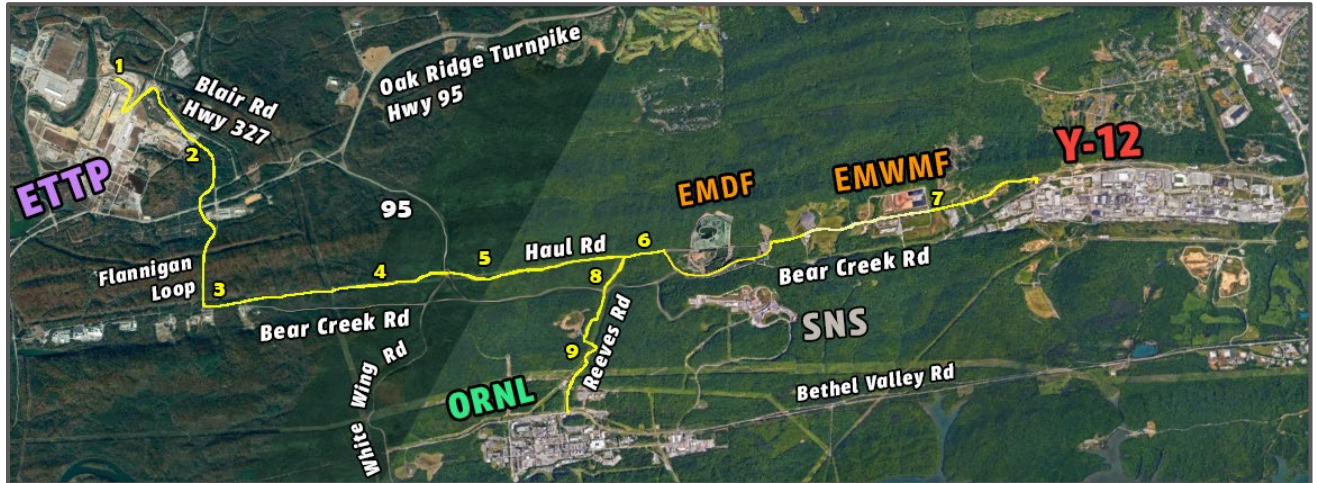 1
Blair Rd
Hwy 327
2
ETTP
Oak Ridge Turnpike
Hwy 95
95
Flannigan
Loop
3
4
5
Haul Rd
6
8
Bear Creek Rd
White Wing Rd
ORNL
9
Reeves Rd
EMDF
EMWMF
7
Y-12
Bear Creek Rd
SNS
Bethel Valley Rd